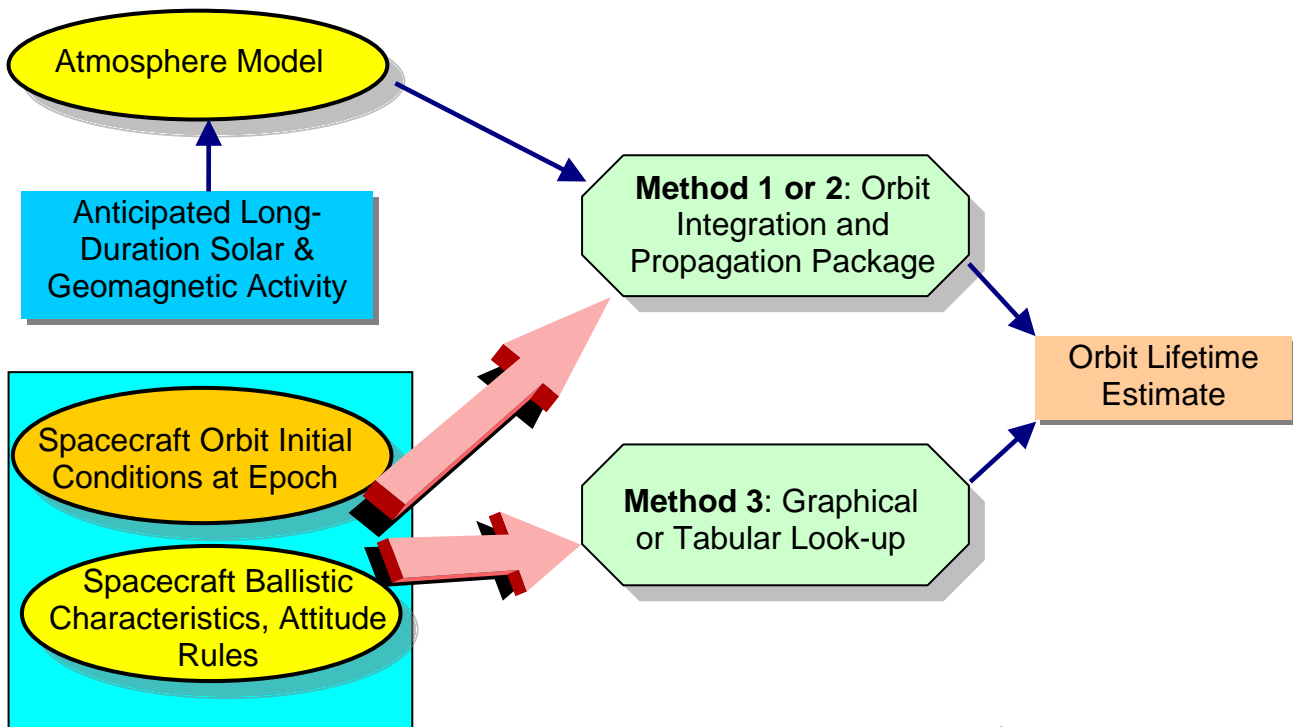 Atmosphere Model
Anticipated Long-
Duration Solar &
Geomagnetic Activity
Method 1 or 2: Orbit
Integration and
Propagation Package
Orbit Lifetime
Estimate
Spacecraft Orbit Initial
Conditions at Epoch
Method 3: Graphical
or Tabular Look-up
Spacecraft Ballistic
Characteristics, Attitude
Rules